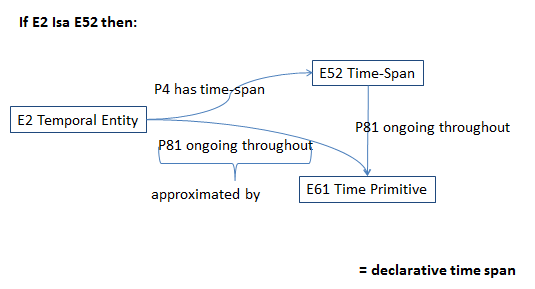 If E2 Isa E52 then:
E52 Time-Span
P4 has time-span
E2 Temporal Entity
P81 ongoing throughout
P81 ongoing throughout
E61 Time Primitive
approximated by
= declarative time span